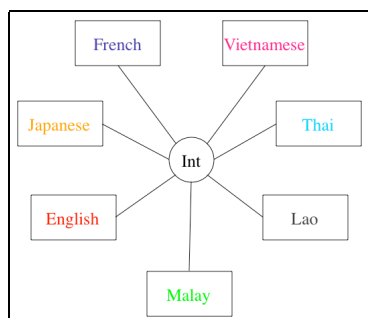 French
Vietnamese
Japanese
Thai
Int
English
Lao
Malay